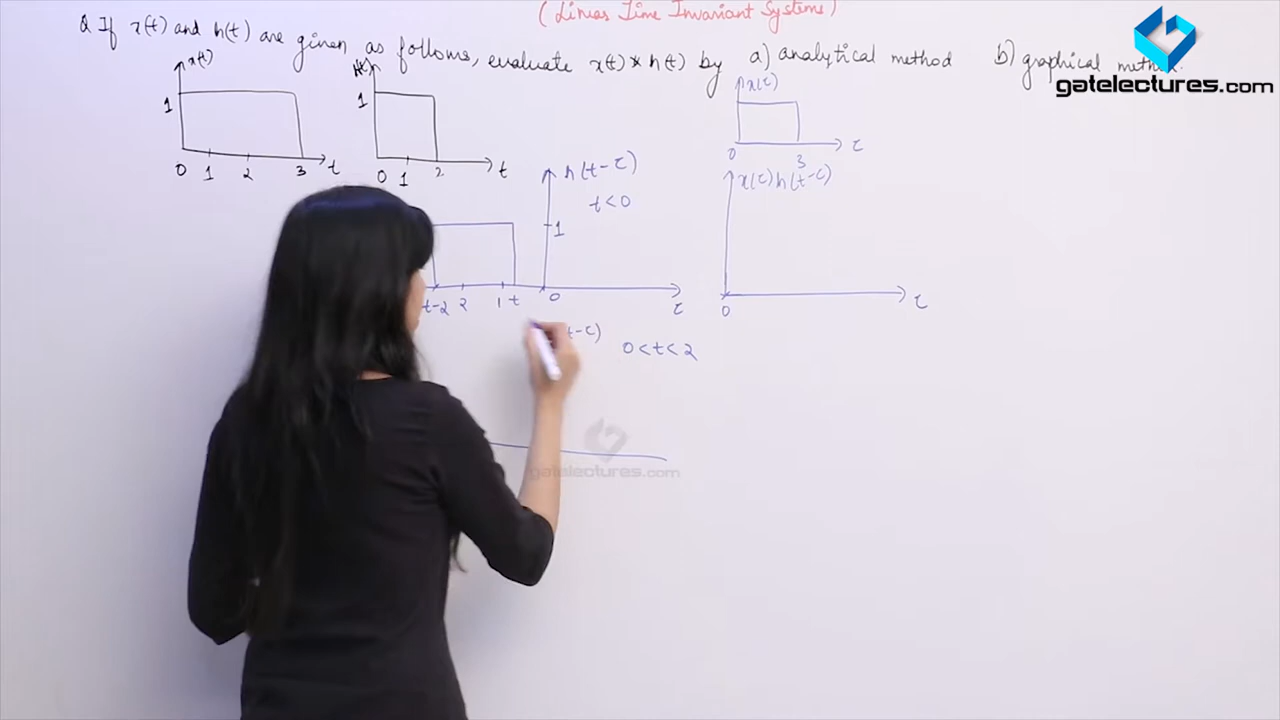 (Linear Time Invariant Systems)
Q If x(t) and h(t) are given as follows, evaluate x(t) * h(t) by a) analytical method b) graphical method.
gatelectures.com
x(t)
1
0 1 2 3 t
1
0 1 2 t
x(τ)
0 3 τ
h(t-τ)
t<0
1
t-2 2 1 t 0 τ
x(τ)h(t-τ)
0 τ
(t-τ) 0<t<2
gatelectures.com